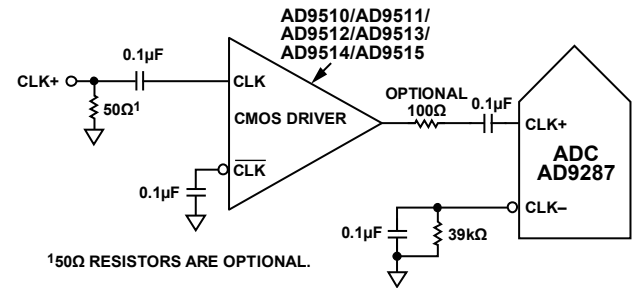 AD9510/AD9511/
AD9512/AD9513/
AD9514/AD9515
0.1µF
CLK+
50Ω¹
CLK
CMOS DRIVER
CLK
0.1µF
OPTIONAL
100Ω
0.1µF
CLK+
ADC
AD9287
CLK–
0.1µF
39kΩ
¹50Ω RESISTORS ARE OPTIONAL.